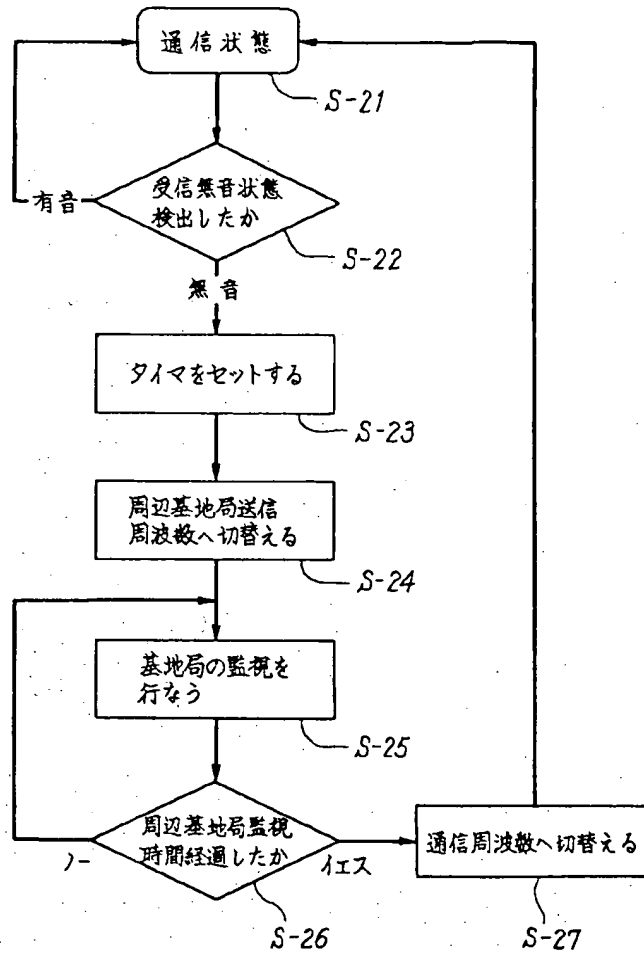 通信状態
S-21
受信無音状態
検出したか
有音
S-22
無音
タイマをセットする
S-23
周辺基地局送信
周波数へ切替える
S-24
基地局の監視を
行なう
S-25
周辺基地局監視
時間経過したか
ノー
イエス
S-26
通信周波数へ切替える
S-27